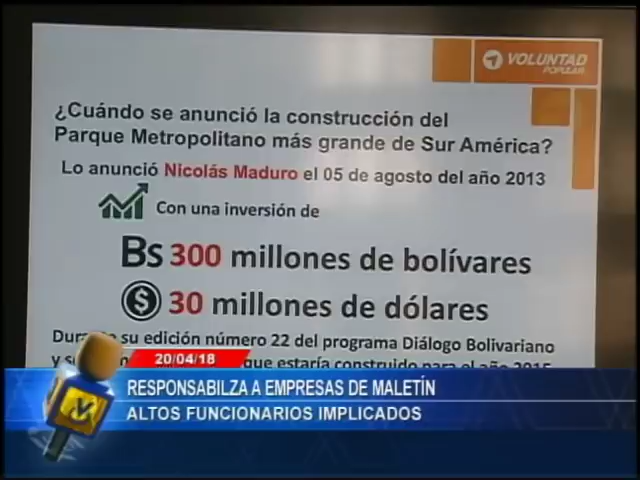 VOLUNTAD
POPULAR
¿Cuándo se anunció la construcción del
Parque Metropolitano más grande de Sur América?
Lo anunció Nicolás Maduro el 05 de agosto del año 2013
Con una inversión de
Bs 300 millones de bolívares
$ 30 millones de dólares
su edición número 22 del programa Diálogo Bolivariano
que estaría construido para el año 2015
20/04/18
RESPONSABILZA A EMPRESAS DE MALETÍN
ALTOS FUNCIONARIOS IMPLICADOS